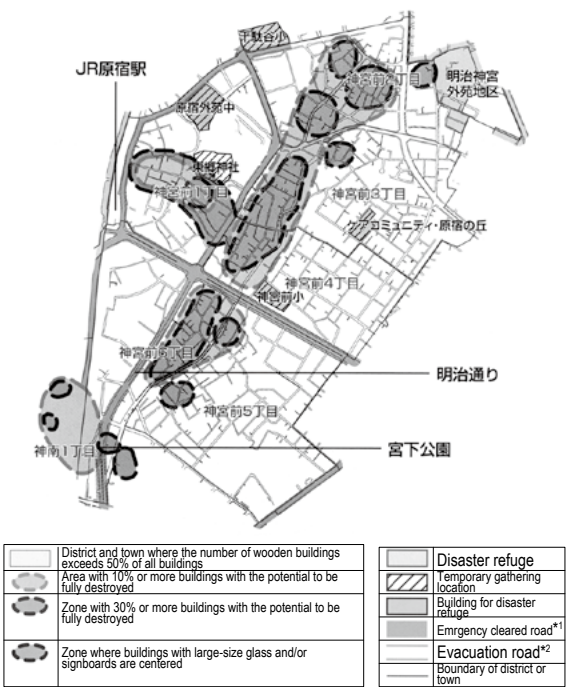 千駄谷小
JR原宿駅
神宮前2丁目
明治神宮
外苑地区
原宿外苑中
東郷神社
神宮前1丁目
神宮前3丁目
ケアコミュニティ・原宿の丘
神宮前4丁目
神宮前小
神宮前6丁目
明治通り
神宮前5丁目
宮下公園
神南1丁目
District and town where the number of wooden buildings
exceeds 50% of all buildings
Area with 10% or more buildings with the potential to be
fully destroyed
Zone with 30% or more buildings with the potential to be
fully destroyed
Zone where buildings with large-size glass and/or
signboards are centered
Disaster refuge
Temporary gathering
location
Building for disaster
refuge
Emrgency cleared road*1
Evacuation road*2
Boundary of district or
town